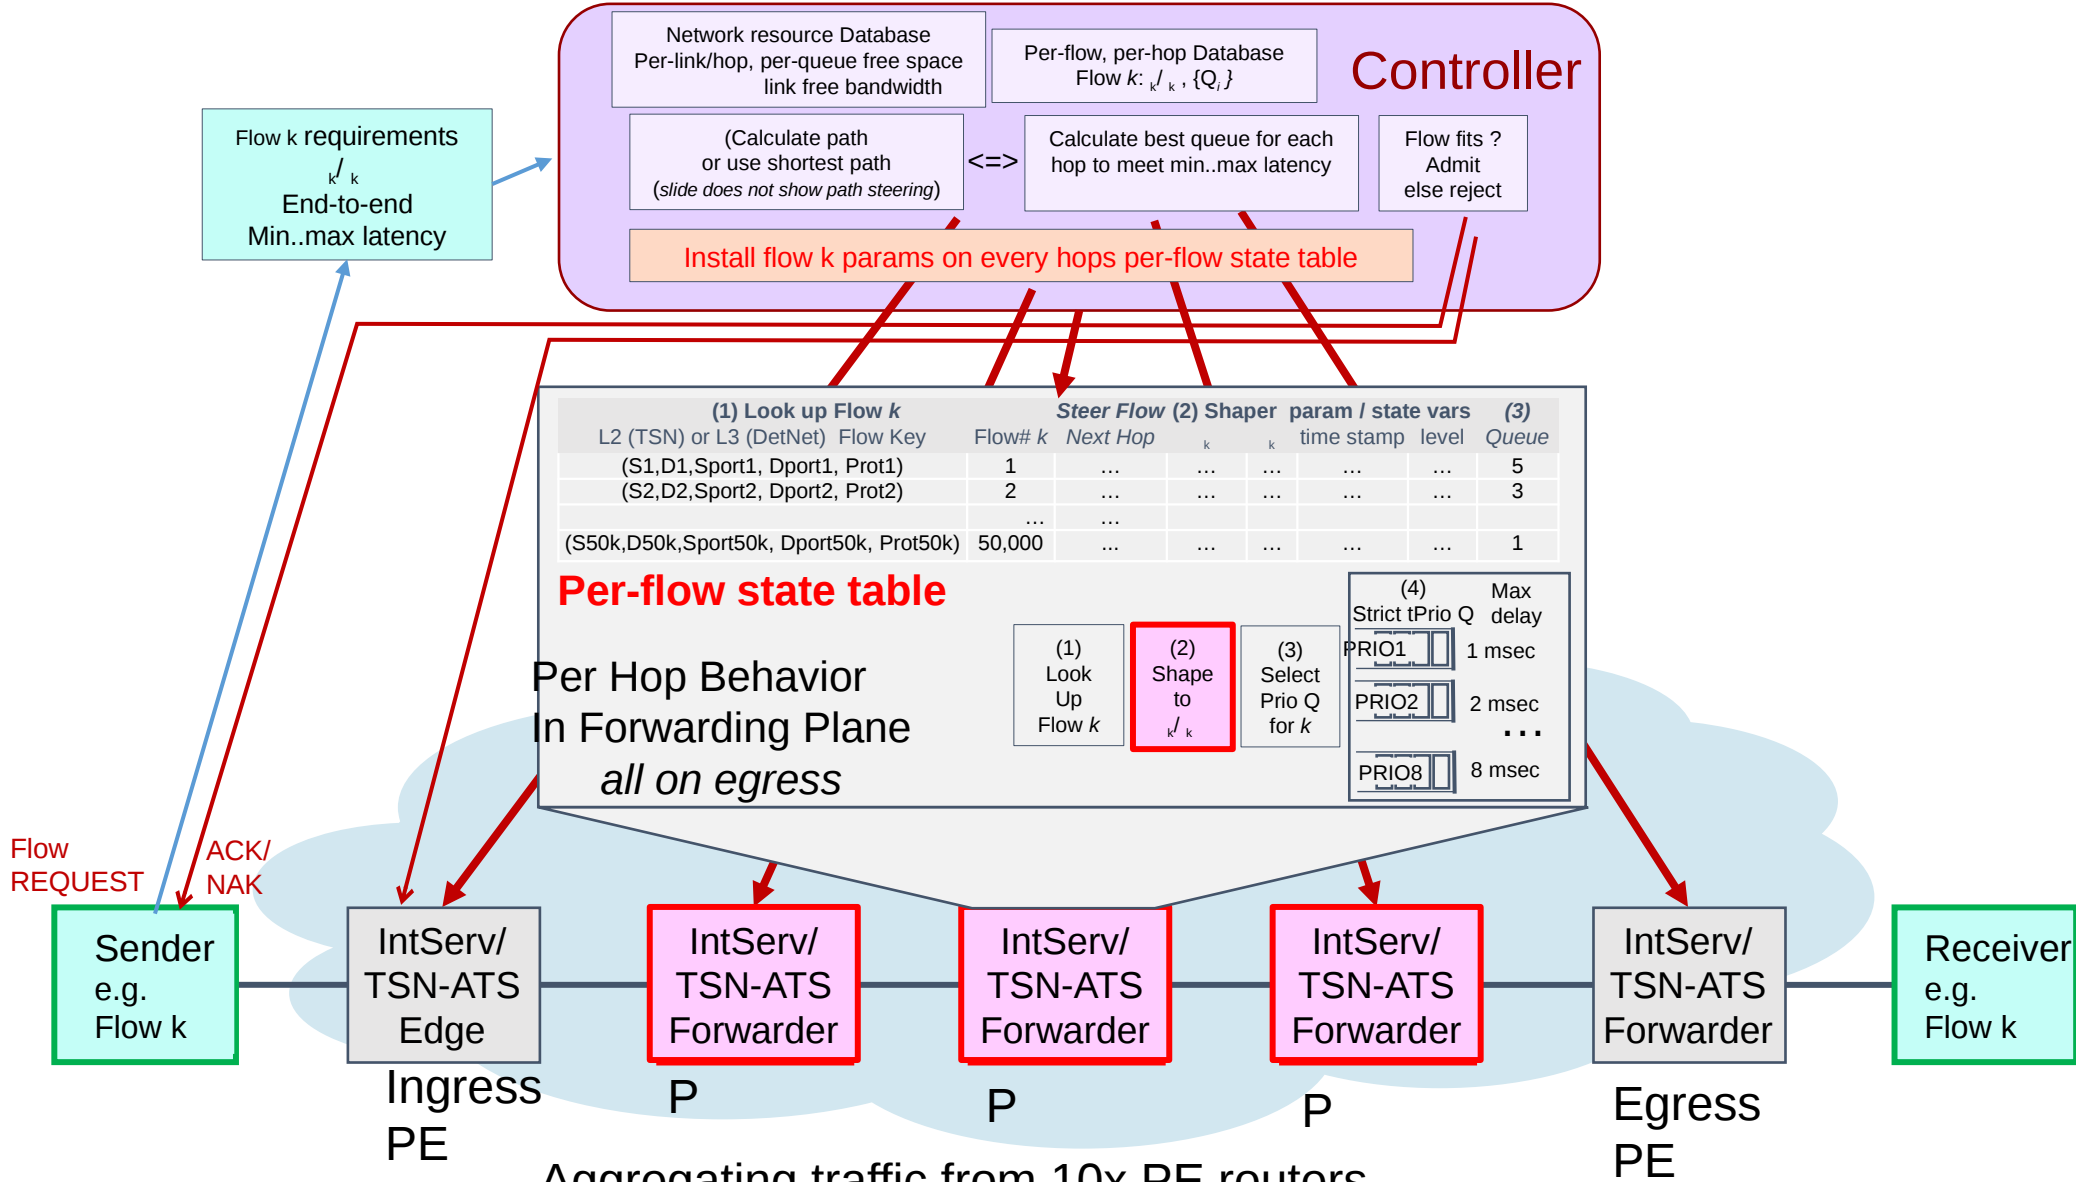 Network resource Database
Per-link/hop, per-queue free space
link free bandwidth
Per-flow, per-hop Database
Flow k: k/ k , {Qi }
Controller
Flow k requirements
k/ k
End-to-end
Min..max latency
(Calculate path
or use shortest path
(slide does not show path steering)
<=>
Calculate best queue for each
hop to meet min..max latency
Flow fits ?
Admit
else reject
Install flow k params on every hops per-flow state table
(1) Look up Flow k Steer Flow (2) Shaper param / state vars (3)
L2 (TSN) or L3 (DetNet) Flow Key Flow# k Next Hop k k time stamp level Queue
(S1,D1,Sport1, Dport1, Prot1) 1 … … … … … 5
(S2,D2,Sport2, Dport2, Prot2) 2 … … … … … 3
… …
(S50k,D50k,Sport50k, Dport50k, Prot50k) 50,000 ... … … … … 1
Per-flow state table
Per Hop Behavior
In Forwarding Plane
all on egress
(1)
Look
Up
Flow k
(2)
Shape
to
k/ k
(3)
Select
Prio Q
for k
(4)
Strict tPrio Q
Max
delay
PRIO1 1 msec
PRIO2 2 msec
…
PRIO8 8 msec
Flow
REQUEST
ACK/
NAK
Sender
e.g.
Flow k
IntServ/
TSN-ATS
Edge
IntServ/
TSN-ATS
Forwarder
IntServ/
TSN-ATS
Forwarder
IntServ/
TSN-ATS
Forwarder
IntServ/
TSN-ATS
Forwarder
Receiver
e.g.
Flow k
Ingress
PE
P
P
P
Egress
PE
Aggregating traffic from 10x PE routers